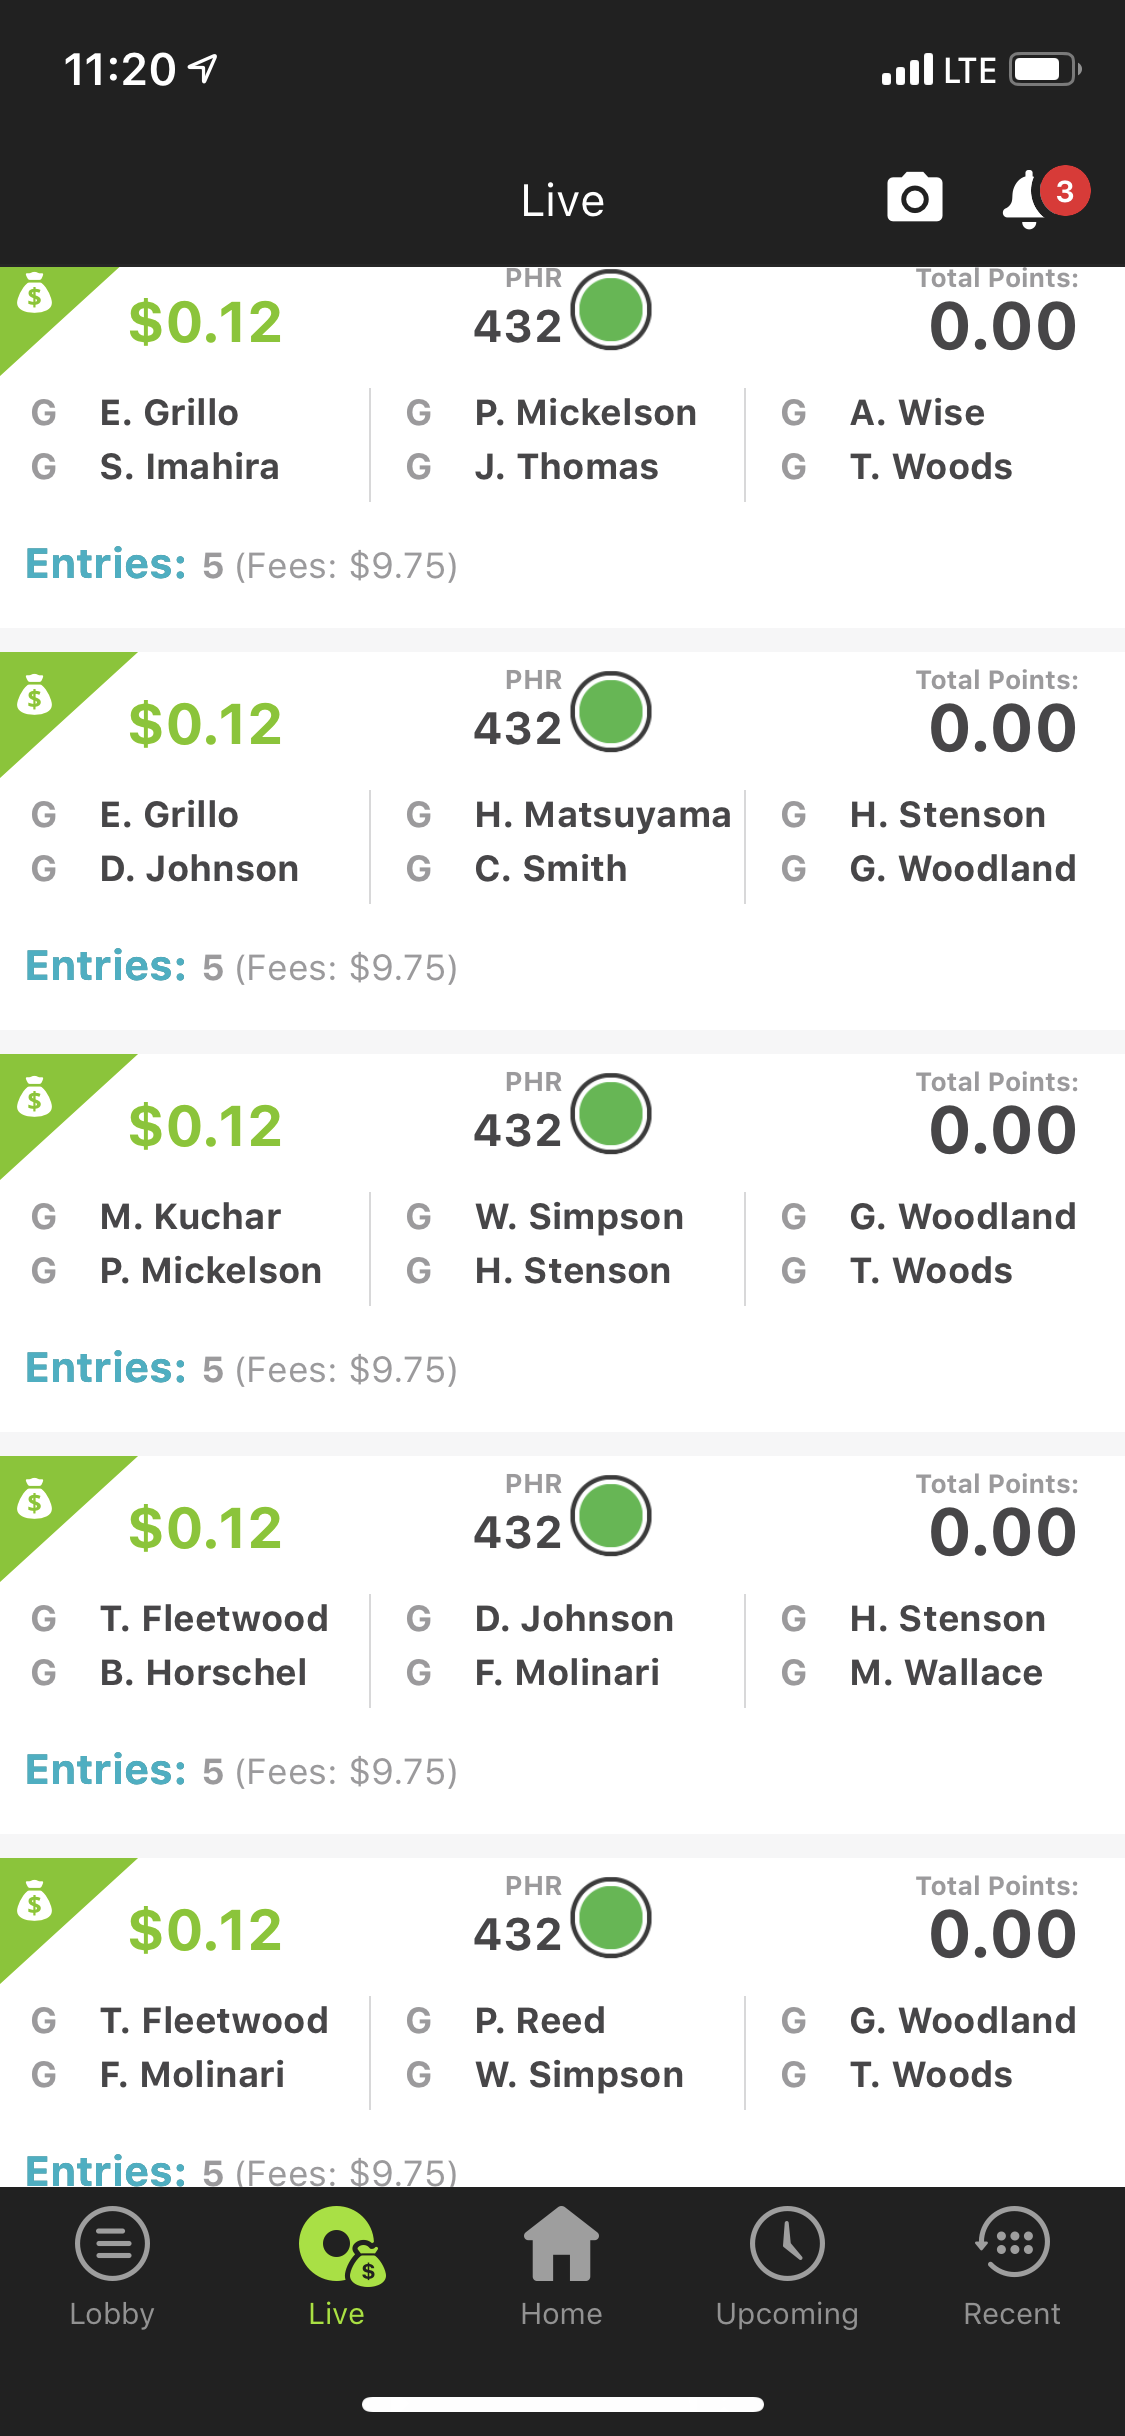 11:20 LTE
Live 3
PHR Total Points:
$ $0.12 432 0.00
G E. Grillo G P. Mickelson G A. Wise
G S. Imahira G J. Thomas G T. Woods
Entries: 5 (Fees: $9.75)
PHR Total Points:
$ $0.12 432 0.00
G E. Grillo G H. Matsuyama G H. Stenson
G D. Johnson G C. Smith G G. Woodland
Entries: 5 (Fees: $9.75)
PHR Total Points:
$ $0.12 432 0.00
G M. Kuchar G W. Simpson G G. Woodland
G P. Mickelson G H. Stenson G T. Woods
Entries: 5 (Fees: $9.75)
PHR Total Points:
$ $0.12 432 0.00
G T. Fleetwood G D. Johnson G H. Stenson
G B. Horschel G F. Molinari G M. Wallace
Entries: 5 (Fees: $9.75)
PHR Total Points:
$ $0.12 432 0.00
G T. Fleetwood G P. Reed G G. Woodland
G F. Molinari G W. Simpson G T. Woods
Entries: 5 (Fees: $9.75)
$
Lobby Live Home Upcoming Recent